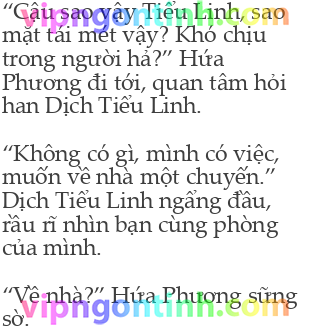 “Cậu sao vậy Tiểu Linh, sao
vipngontinh.com
mặt tái mét vậy? Khó chịu
trong người hả?” Hứa
Phương đi tới, quan tâm hỏi
han Dịch Tiểu Linh.
“Không có gì, mình có việc,
muốn về nhà một chuyến.”
Dịch Tiểu Linh ngẩng đầu,
rầu rĩ nhìn bạn cùng phòng
của mình.
“Về nhà?” Hứa Phương sững
vipngontinh.com
sờ.